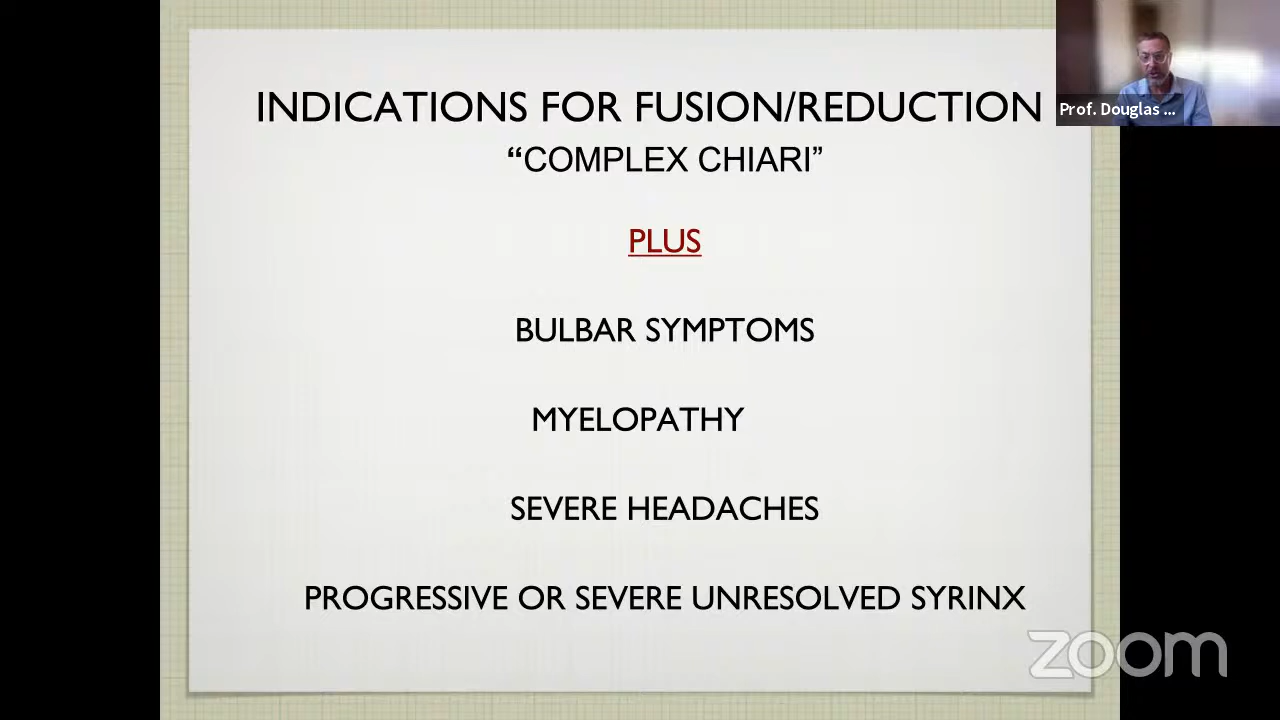 INDICATIONS FOR FUSION/REDUCTION
“COMPLEX CHIARI”
PLUS
BULBAR SYMPTOMS
MYELOPATHY
SEVERE HEADACHES
PROGRESSIVE OR SEVERE UNRESOLVED SYRINX
Prof. Douglas ...
zoom